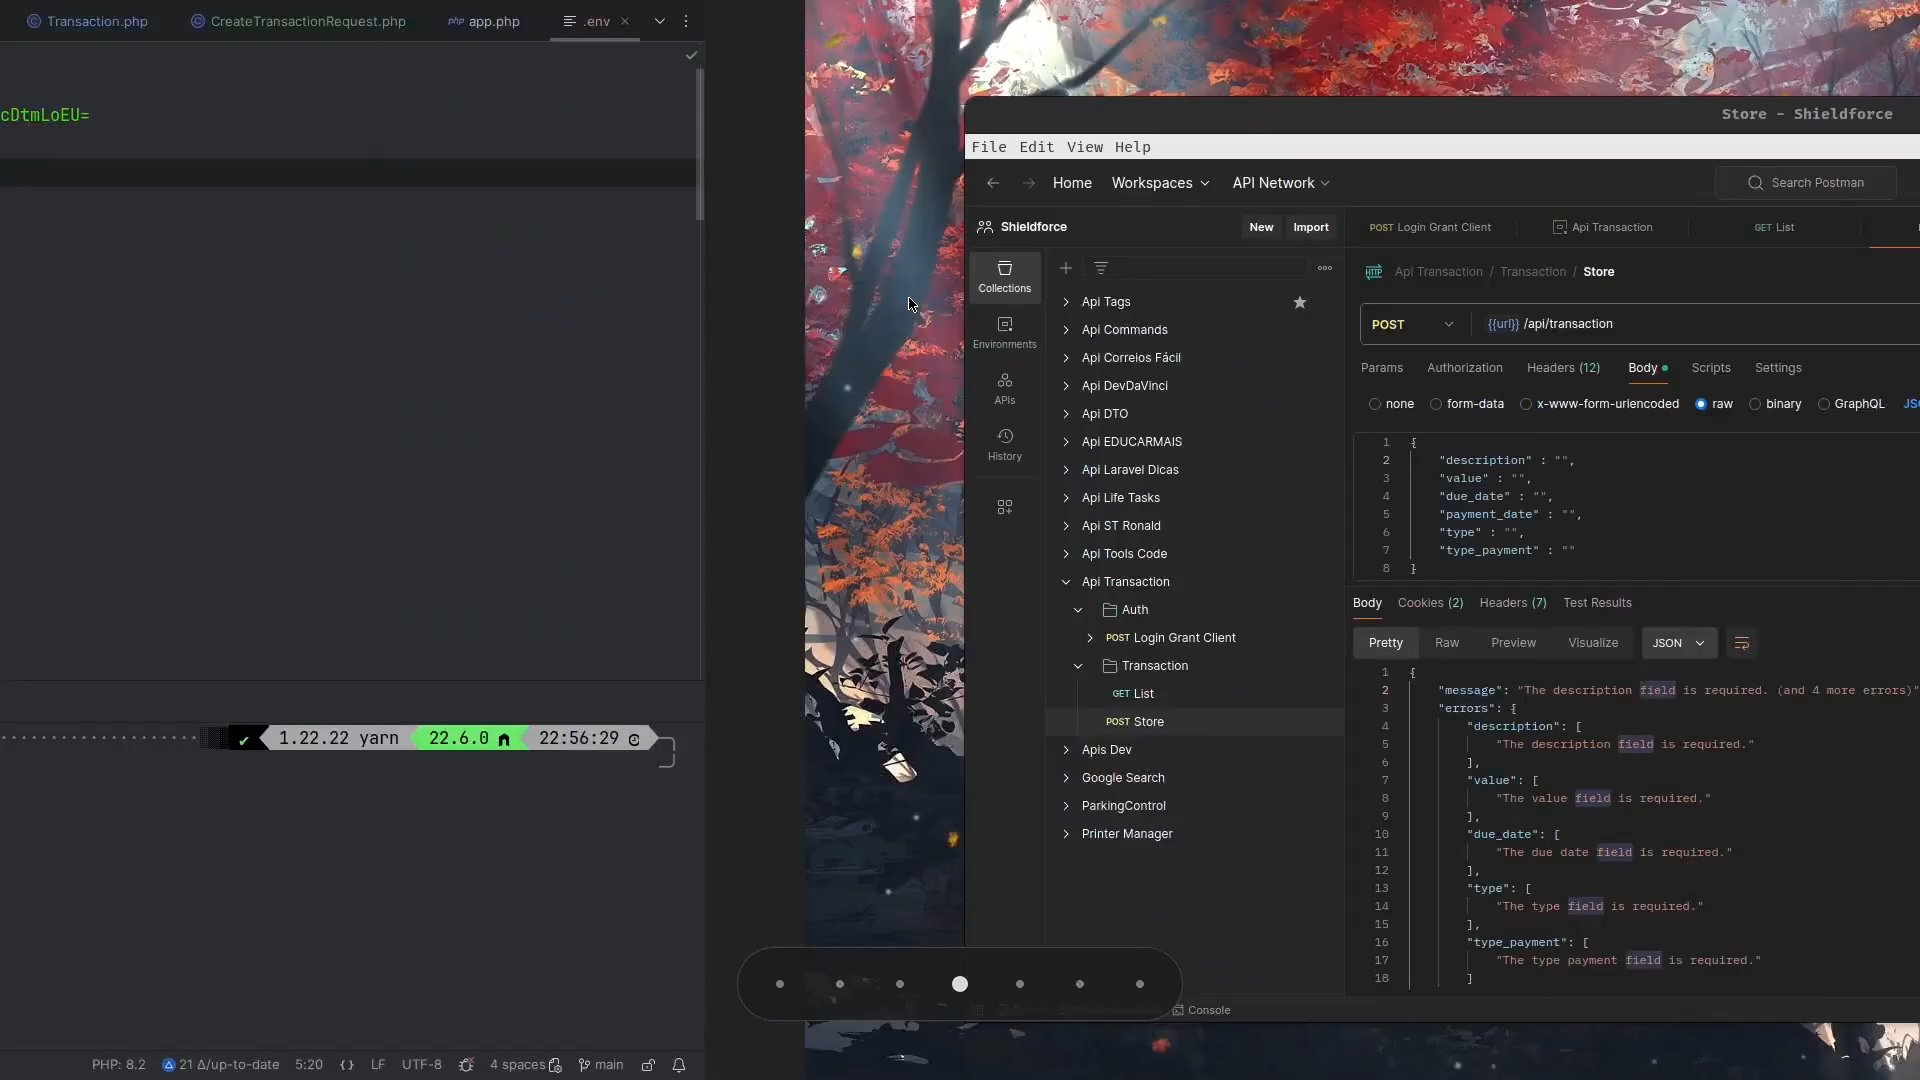 Transaction.php
CreateTransactionRequest.php
php app.php
.env
cDtmLoEU=
1.22.22 yarn 22.6.0 22:56:29
PHP: 8.2 21 Δ/up-to-date 5:20 {} LF UTF-8 4 spaces main
Store - Shieldforce
File Edit View Help
Home Workspaces API Network Search Postman
Shieldforce New Import
POST Login Grant Client Api Transaction GET List
Collections
Environments
APIs
History
Api Tags
Api Commands
Api Correios Fácil
Api DevDaVinci
Api DTO
Api EDUCARMAIS
Api Laravel Dicas
Api Life Tasks
Api ST Ronald
Api Tools Code
Api Transaction
Auth
POST Login Grant Client
Transaction
GET List
POST Store
Apis Dev
Google Search
ParkingControl
Printer Manager
HTTP Api Transaction / Transaction / Store
POST {{url}} /api/transaction
Params Authorization Headers (12) Body Scripts Settings
none form-data x-www-form-urlencoded raw binary GraphQL
1 {
2 "description" : "",
3 "value" : "",
4 "due_date" : "",
5 "payment_date" : "",
6 "type" : "",
7 "type_payment" : ""
8 }
Body Cookies (2) Headers (7) Test Results
Pretty Raw Preview Visualize JSON
1 {
2 "message": "The description field is required. (and 4 more errors)"
3 "errors": {
4 "description": [
5 "The description field is required."
6 ],
7 "value": [
8 "The value field is required."
9 ],
10 "due_date": [
11 "The due date field is required."
12 ],
13 "type": [
14 "The type field is required."
15 ],
16 "type_payment": [
17 "The type payment field is required."
18 ]
Console